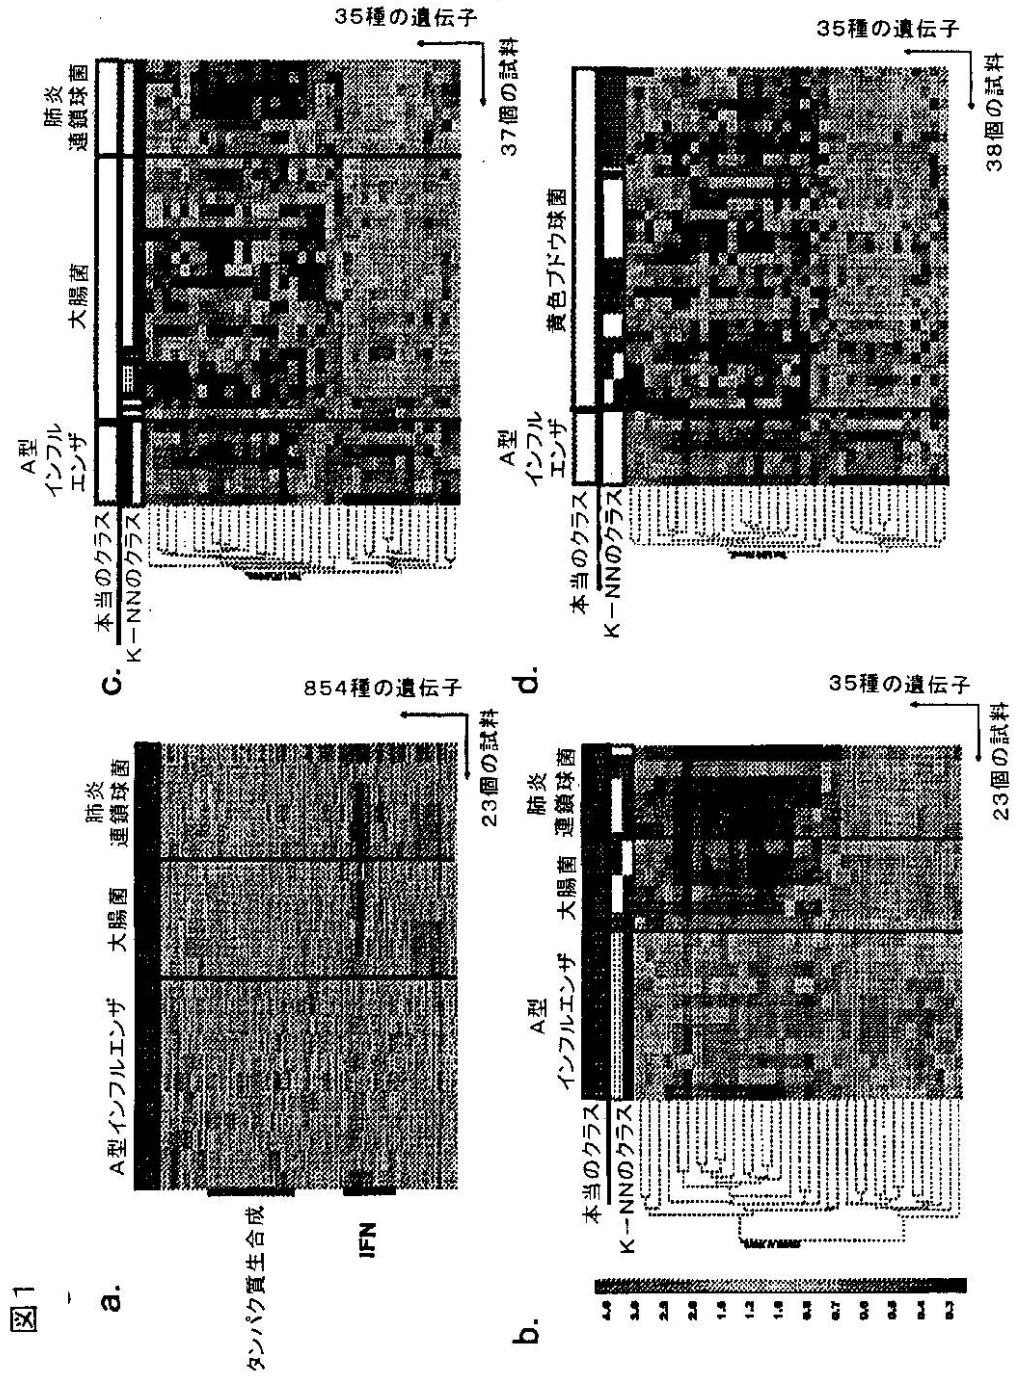 図1
a.
A型インフルエンザ
大腸菌
肺炎
連鎖球菌
タンパク質生合成
IFN
854種の遺伝子
23個の試料
b.
本当のクラス
K－NNのクラス
A型
インフルエンザ
大腸菌
肺炎
連鎖球菌
35種の遺伝子
23個の試料
c.
本当のクラス
K－NNのクラス
A型
インフル
エンザ
大腸菌
肺炎
連鎖球菌
35種の遺伝子
37個の試料
d.
本当のクラス
K－NNのクラス
A型
インフル
エンザ
黄色ブドウ球菌
35種の遺伝子
38個の試料